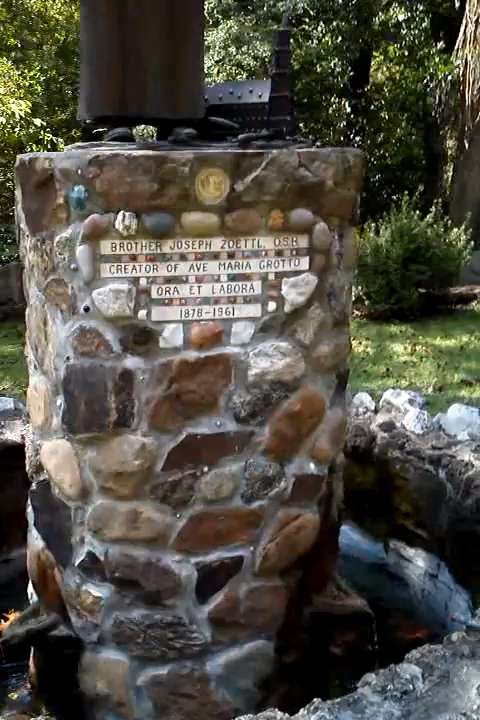 BROTHER JOSEPH ZOETTL, O.S.B.
CREATOR OF AVE MARIA GROTTO
ORA ET LABORA
1878-1961